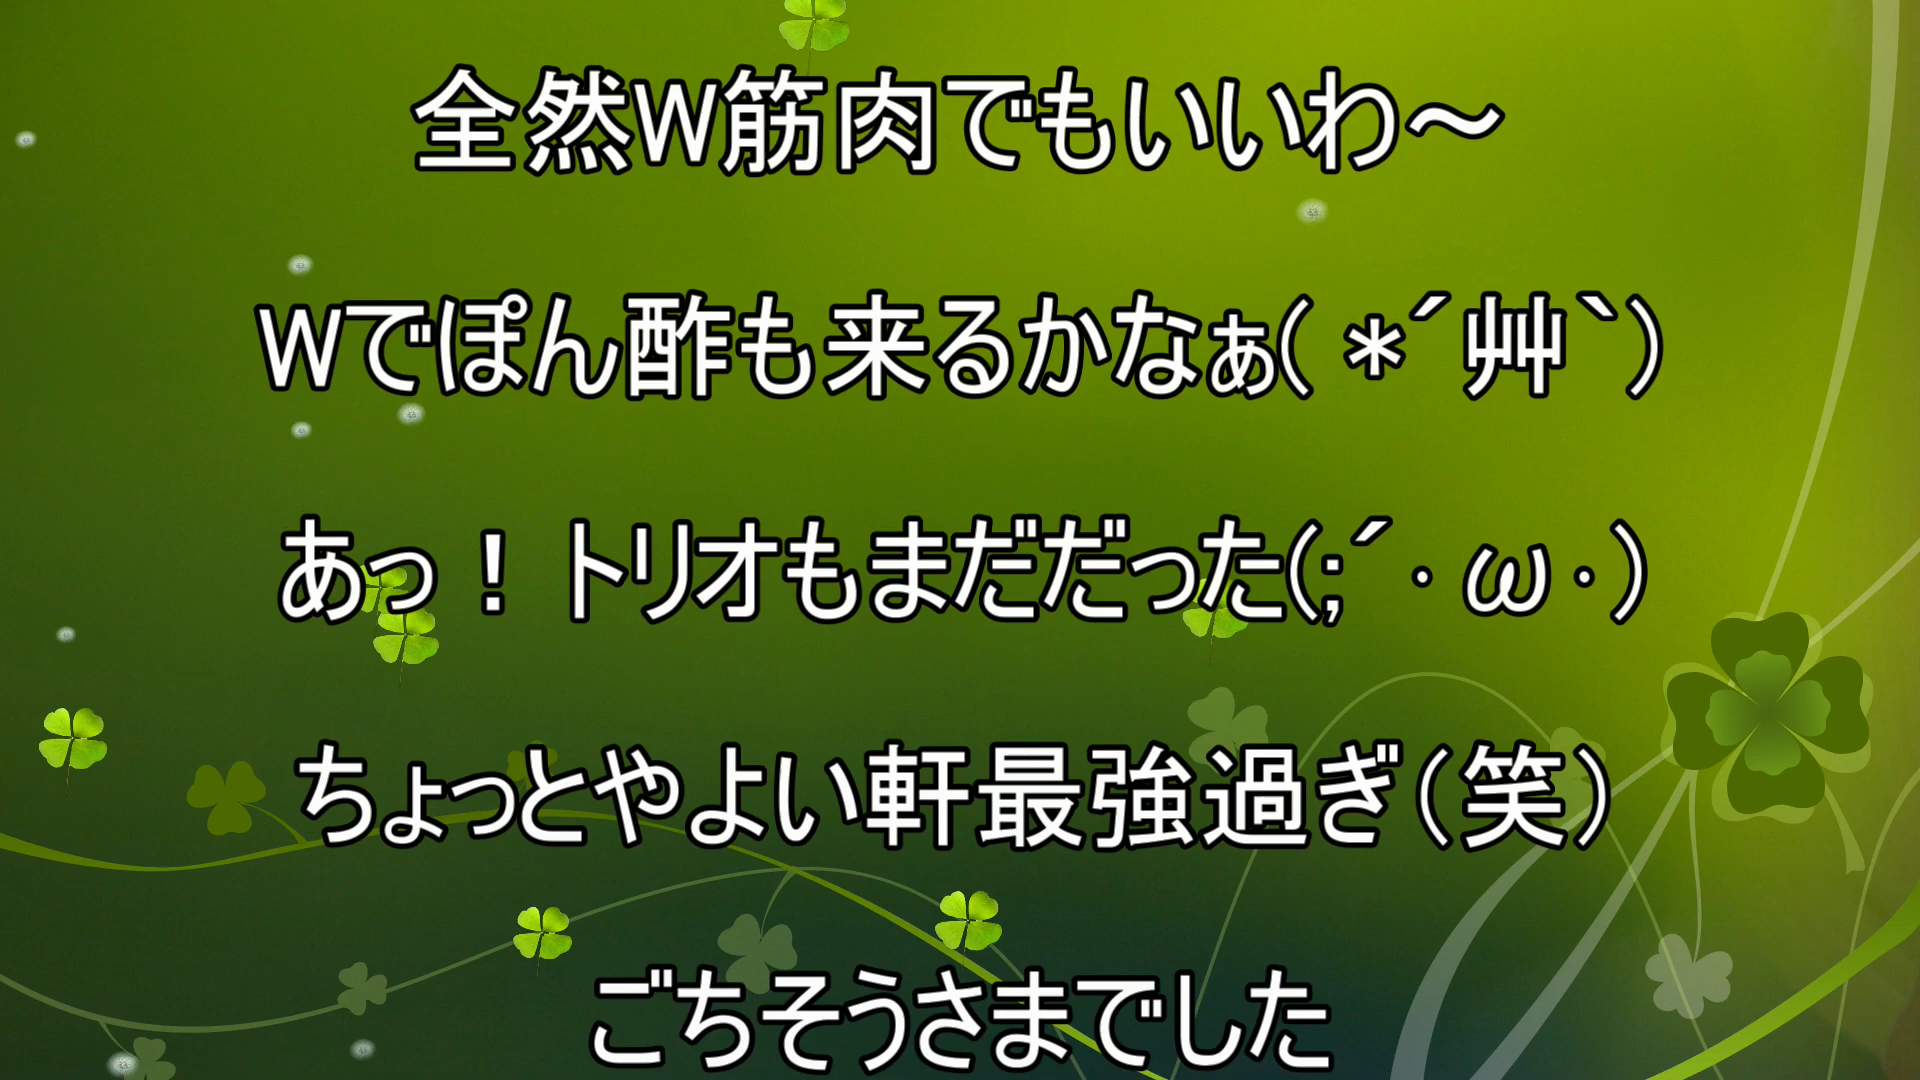 全然W筋肉でもいいわ～
Wでぽん酢も来るかなぁ( *´艸｀)
あっ！ トリオもまだだった(;´・ω・)
ちょっとやよい軒最強過ぎ（笑）
ごちそうさまでした